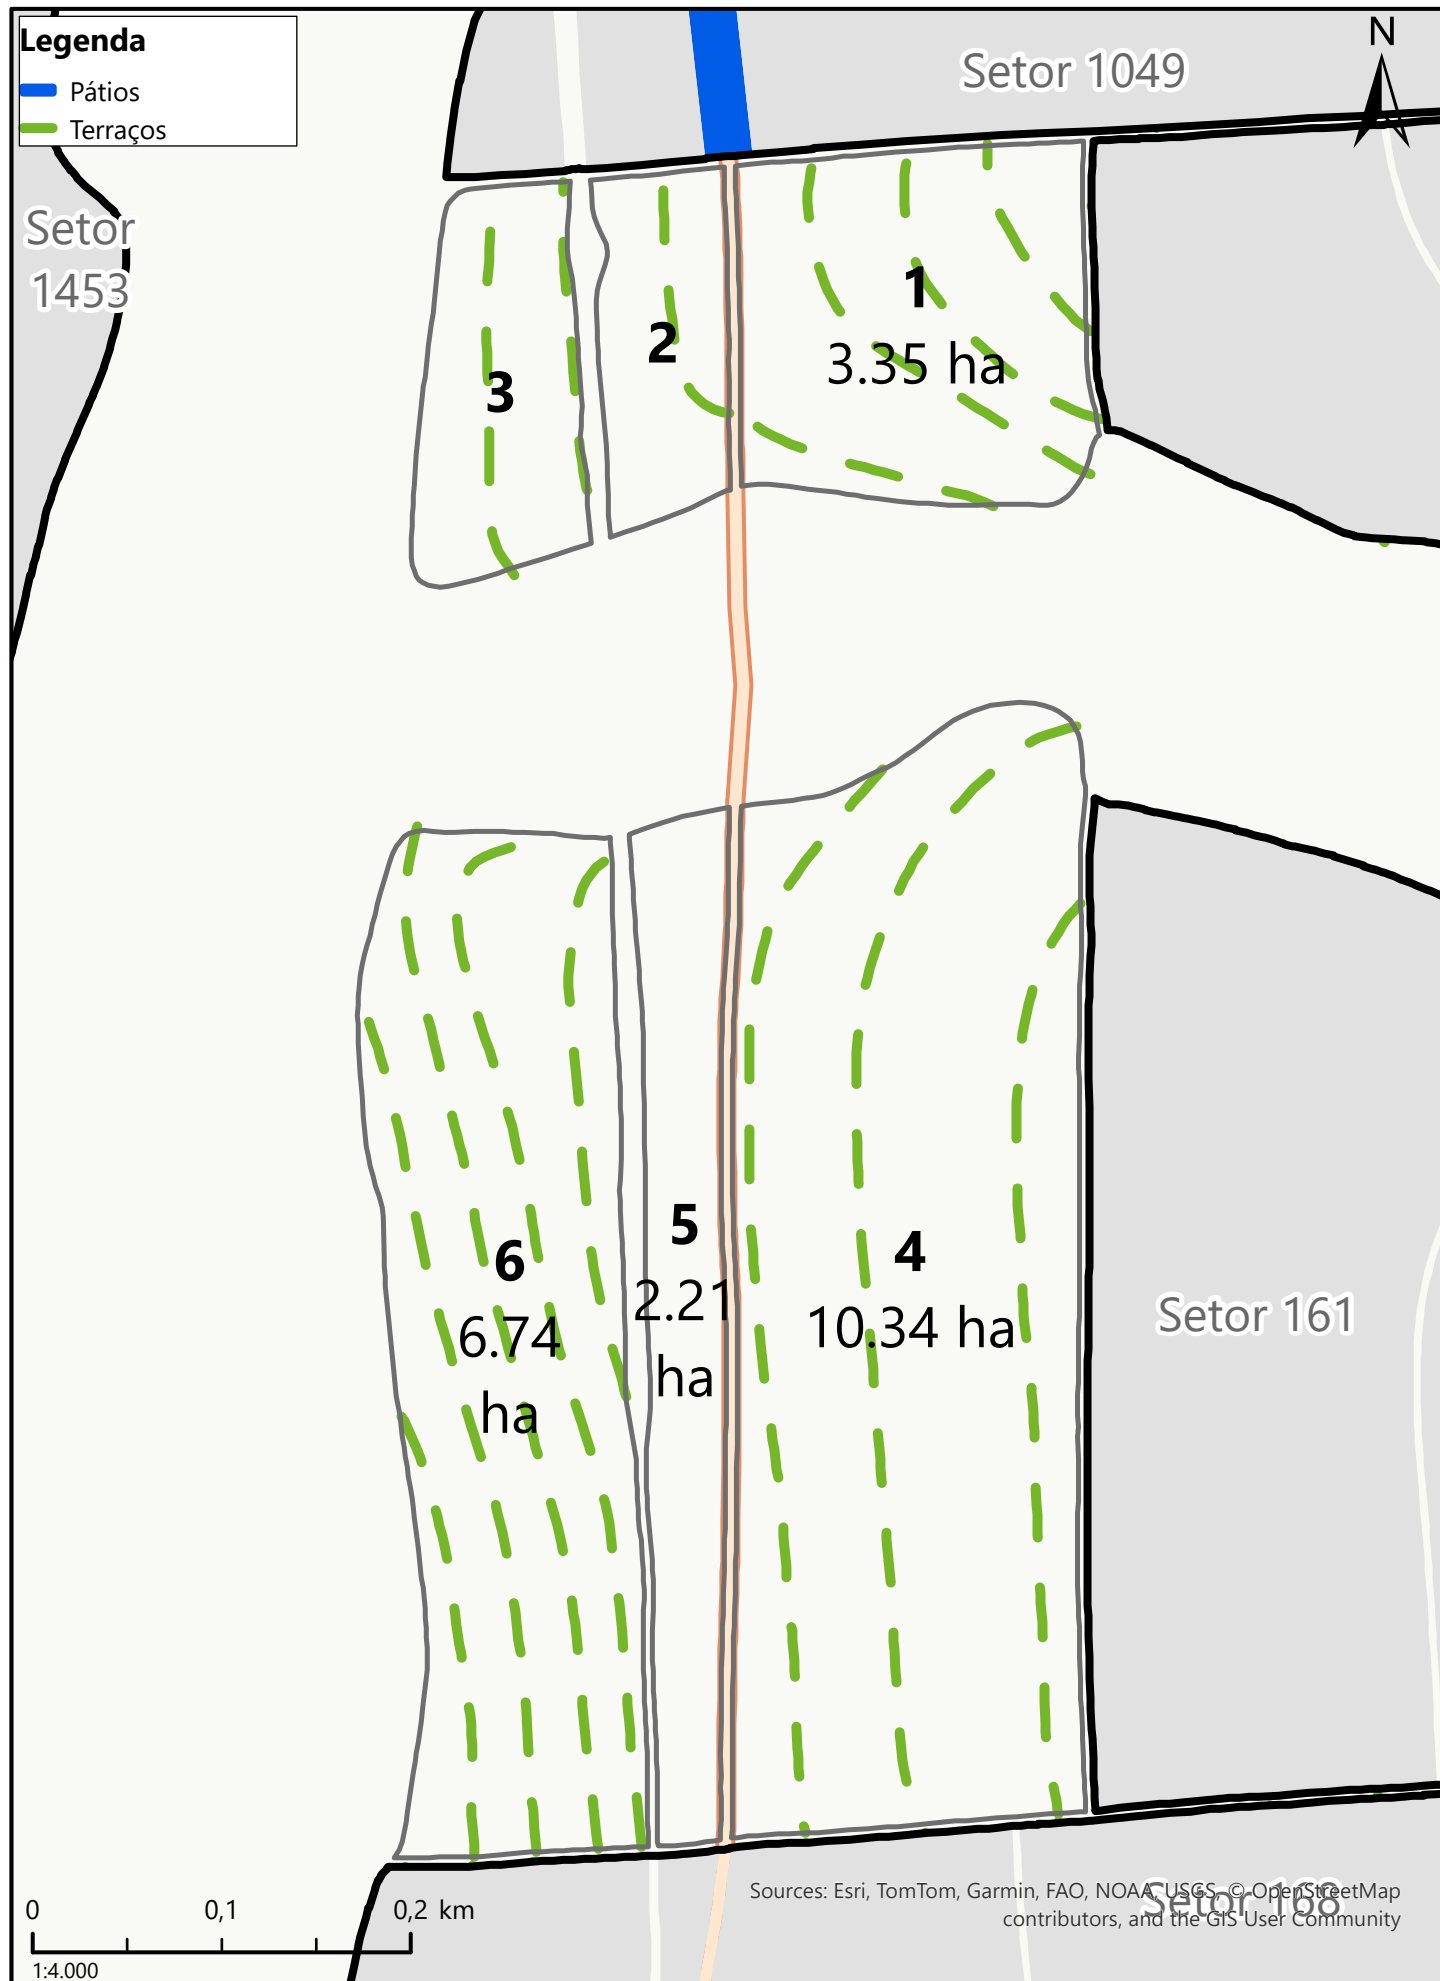 Legenda
Pátios
Terraços
N
Setor 1049
Setor
1453
1
3.35 ha
2
3
4
10.34 ha
5
2.21
ha
6
6.74
ha
Setor 161
Setor 168
Sources: Esri, TomTom, Garmin, FAO, NOAA, USGS, © OpenStreetMap
contributors, and the GIS User Community
0 0,1 0,2 km
1:4.000